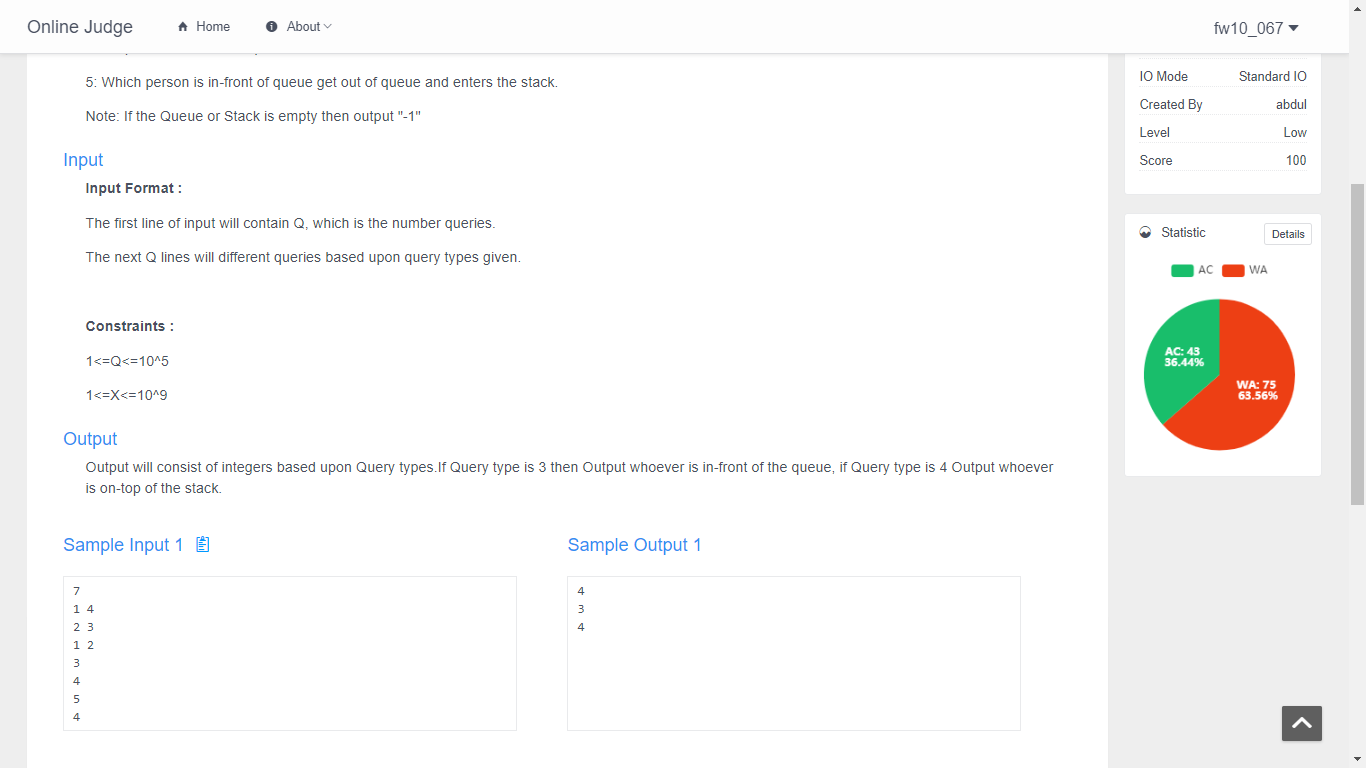 Online Judge
Home
About
fw10_067
5: Which person is in-front of queue get out of queue and enters the stack.
Note: If the Queue or Stack is empty then output "-1"
Input
Input Format :
The first line of input will contain Q, which is the number queries.
The next Q lines will different queries based upon query types given.
Constraints :
1<=Q<=10^5
1<=X<=10^9
Output
Output will consist of integers based upon Query types.If Query type is 3 then Output whoever is in-front of the queue, if Query type is 4 Output whoever
is on-top of the stack.
Sample Input 1
7
1 4
2 3
1 2
3
4
5
4
Sample Output 1
4
3
4
IO Mode Standard IO
Created By abdul
Level Low
Score 100
Statistic
Details
AC WA
AC: 43
36.44%
WA: 75
63.56%